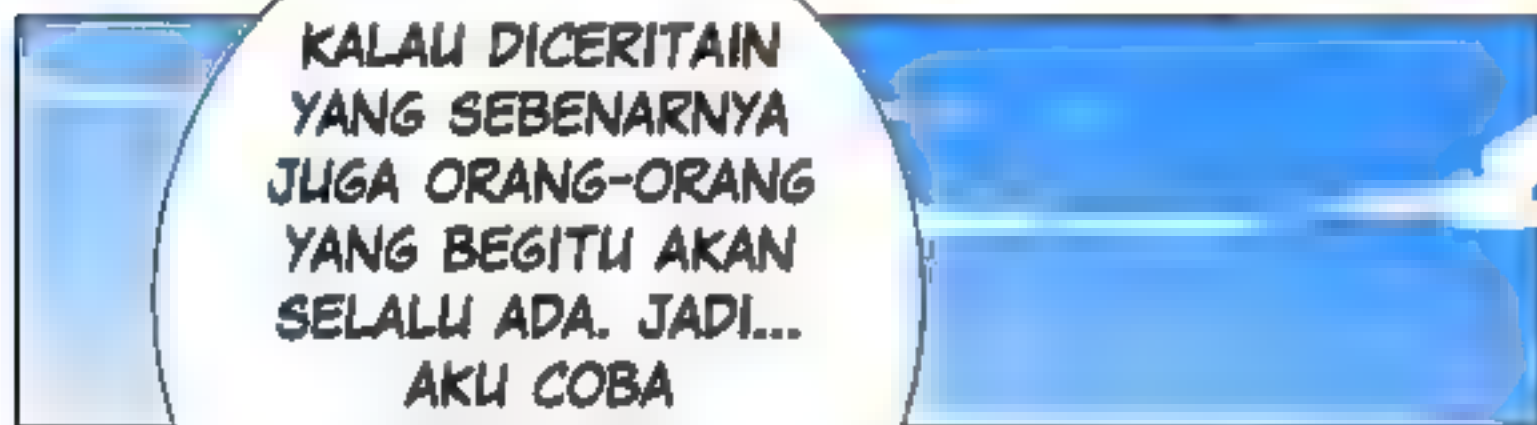 KALAU DICERITAIN
YANG SEBENARNYA
JUGA ORANG-ORANG
YANG BEGITU AKAN
SELALU ADA. JADI...
AKU COBA